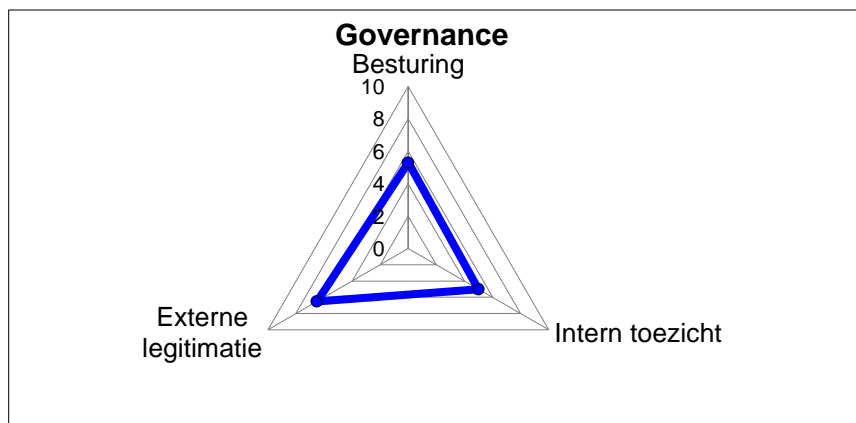 Governance
Besturing
10
8
6
4
2
0
Externe
legitimatie
Intern toezicht